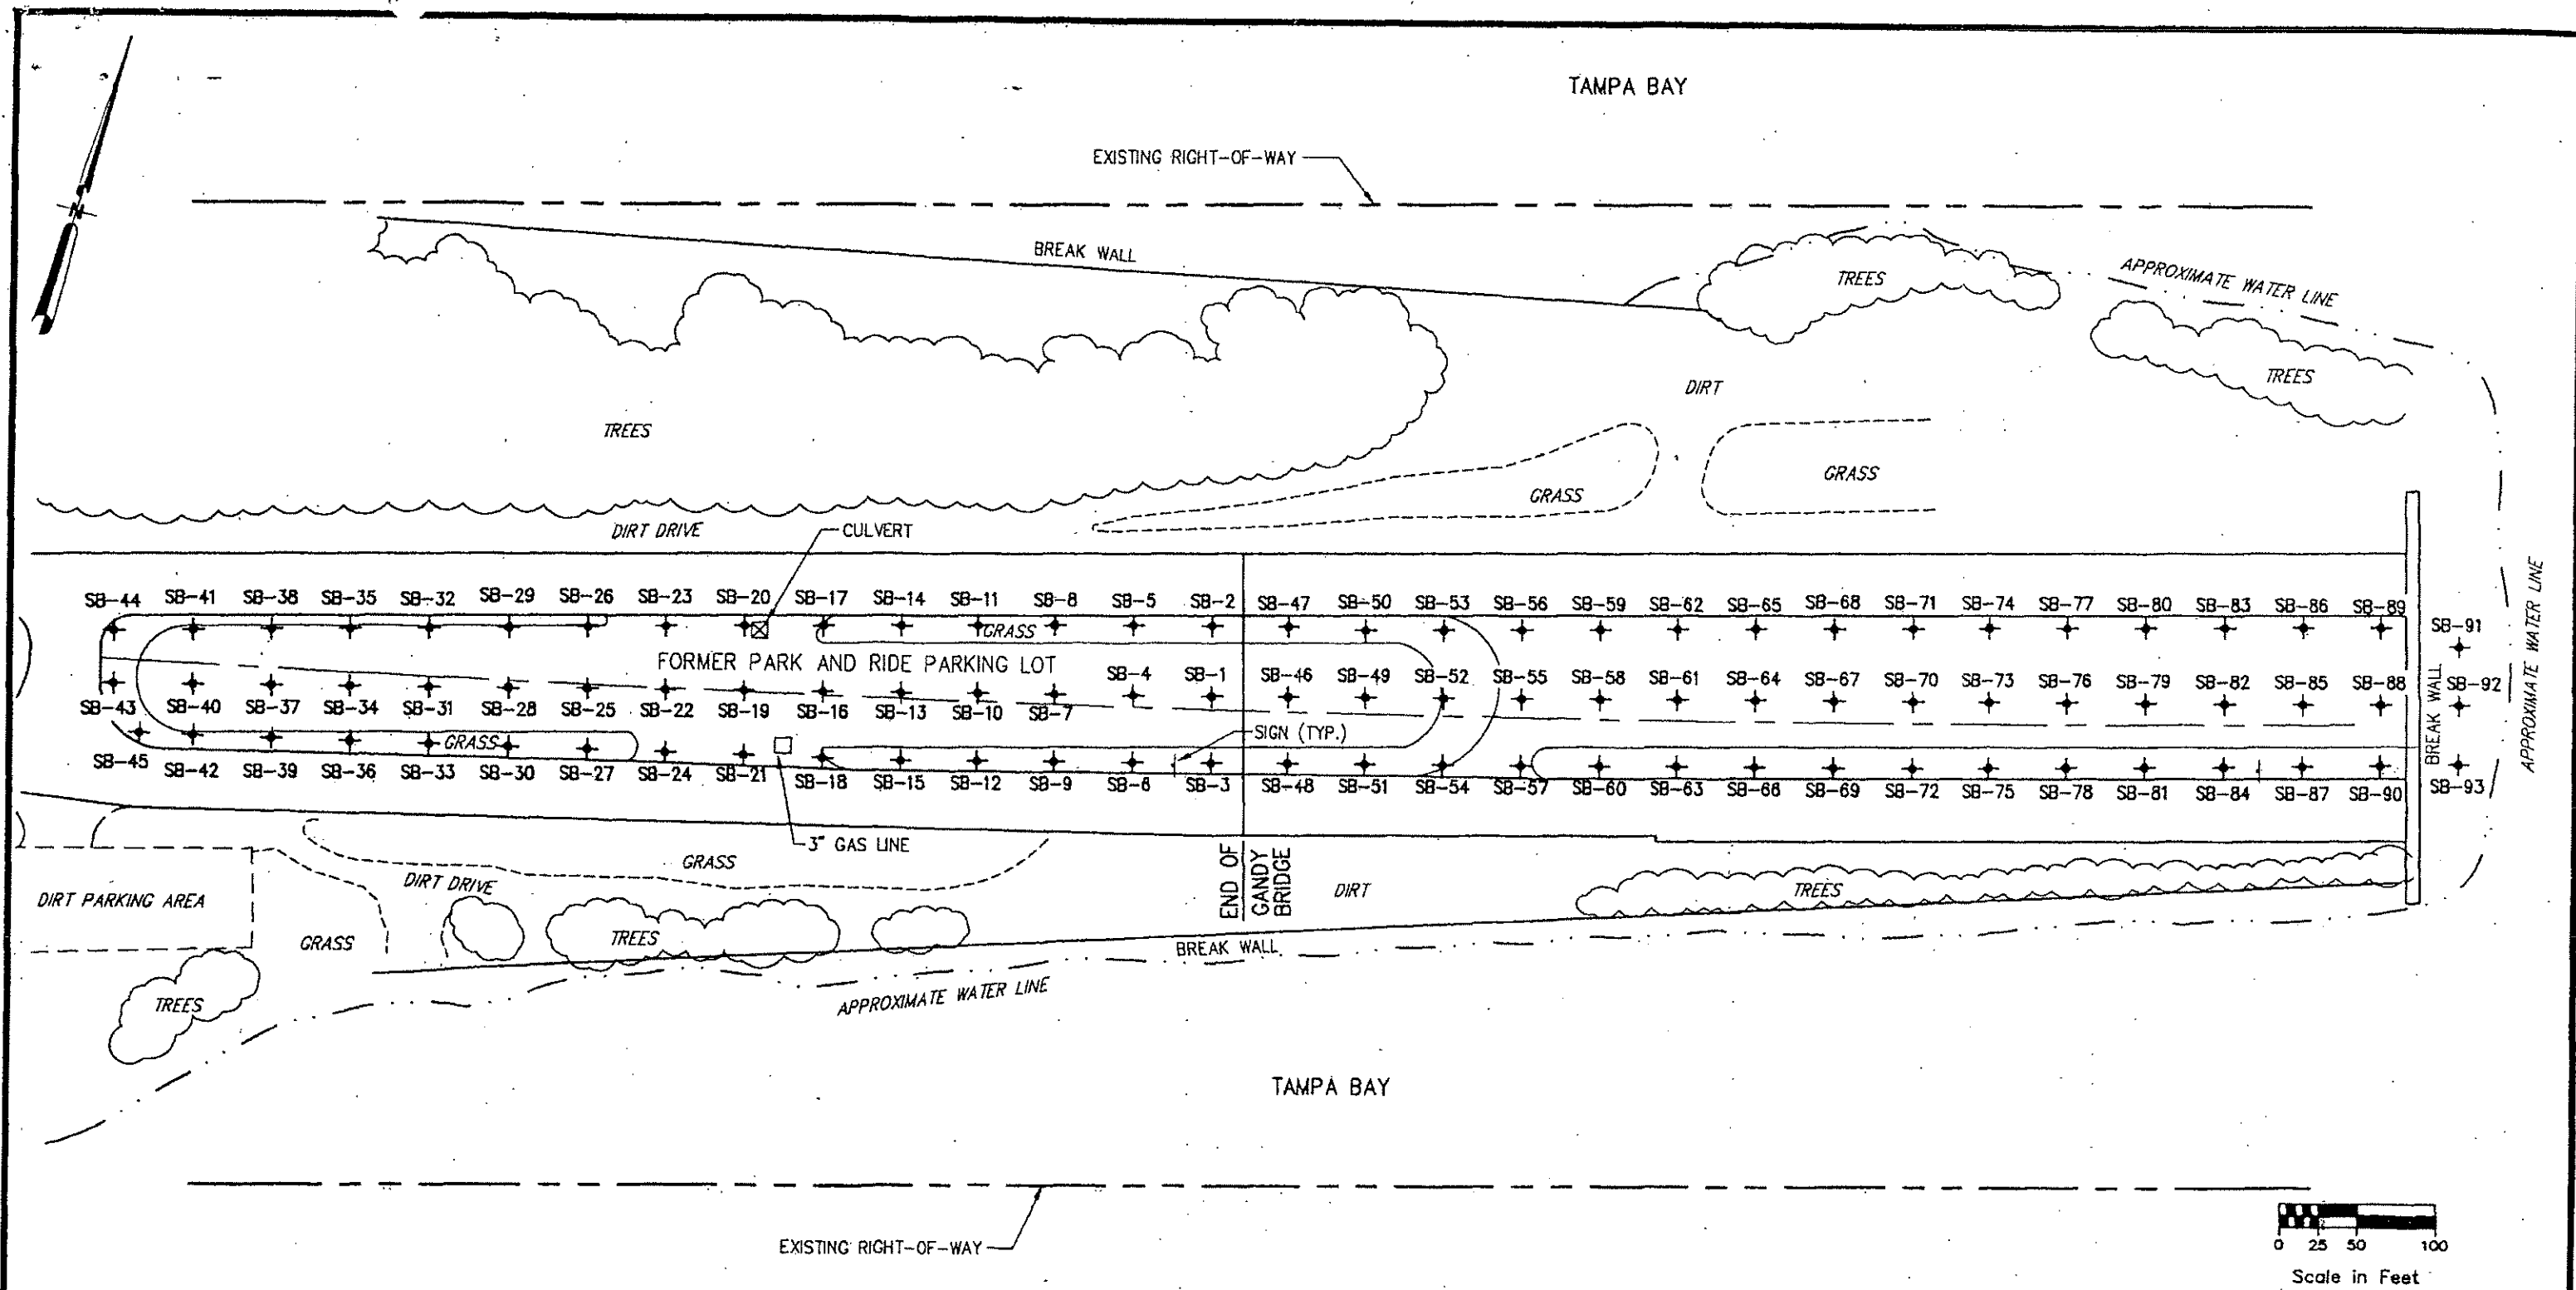 TAMPA BAY
EXISTING RIGHT-OF-WAY
N
BREAK WALL
TREES
APPROXIMATE WATER LINE
TREES
DIRT
TREES
GRASS
GRASS
DIRT DRIVE
CULVERT
APPROXIMATE WATER LINE
SB-44 SB-41 SB-38 SB-35 SB-32 SB-29 SB-26 SB-23 SB-20 SB-17 SB-14 SB-11 SB-8 SB-5 SB-2 SB-47 SB-50 SB-53 SB-56 SB-59 SB-62 SB-65 SB-68 SB-71 SB-74 SB-77 SB-80 SB-83 SB-86 SB-89
SB-91
GRASS
FORMER PARK AND RIDE PARKING LOT
SB-4 SB-1 SB-46 SB-49 SB-52 SB-55 SB-58 SB-61 SB-64 SB-67 SB-70 SB-73 SB-76 SB-79 SB-82 SB-85 SB-88 SB-92
BREAK WALL
SB-43 SB-40 SB-37 SB-34 SB-31 SB-28 SB-25 SB-22 SB-19 SB-16 SB-13 SB-10 SB-7
SIGN (TYP.)
GRASS
SB-45 SB-42 SB-39 SB-36 SB-33 SB-30 SB-27 SB-24 SB-21 SB-18 SB-15 SB-12 SB-9 SB-6 SB-3 SB-48 SB-51 SB-54 SB-57 SB-60 SB-63 SB-66 SB-69 SB-72 SB-75 SB-78 SB-81 SB-84 SB-87 SB-90 SB-93
3" GAS LINE
GRASS
DIRT DRIVE
END OF
GANDY
BRIDGE
DIRT
TREES
DIRT PARKING AREA
GRASS
TREES
BREAK WALL
TREES
APPROXIMATE WATER LINE
TAMPA BAY
EXISTING RIGHT-OF-WAY
0 25 50 100
Scale in Feet